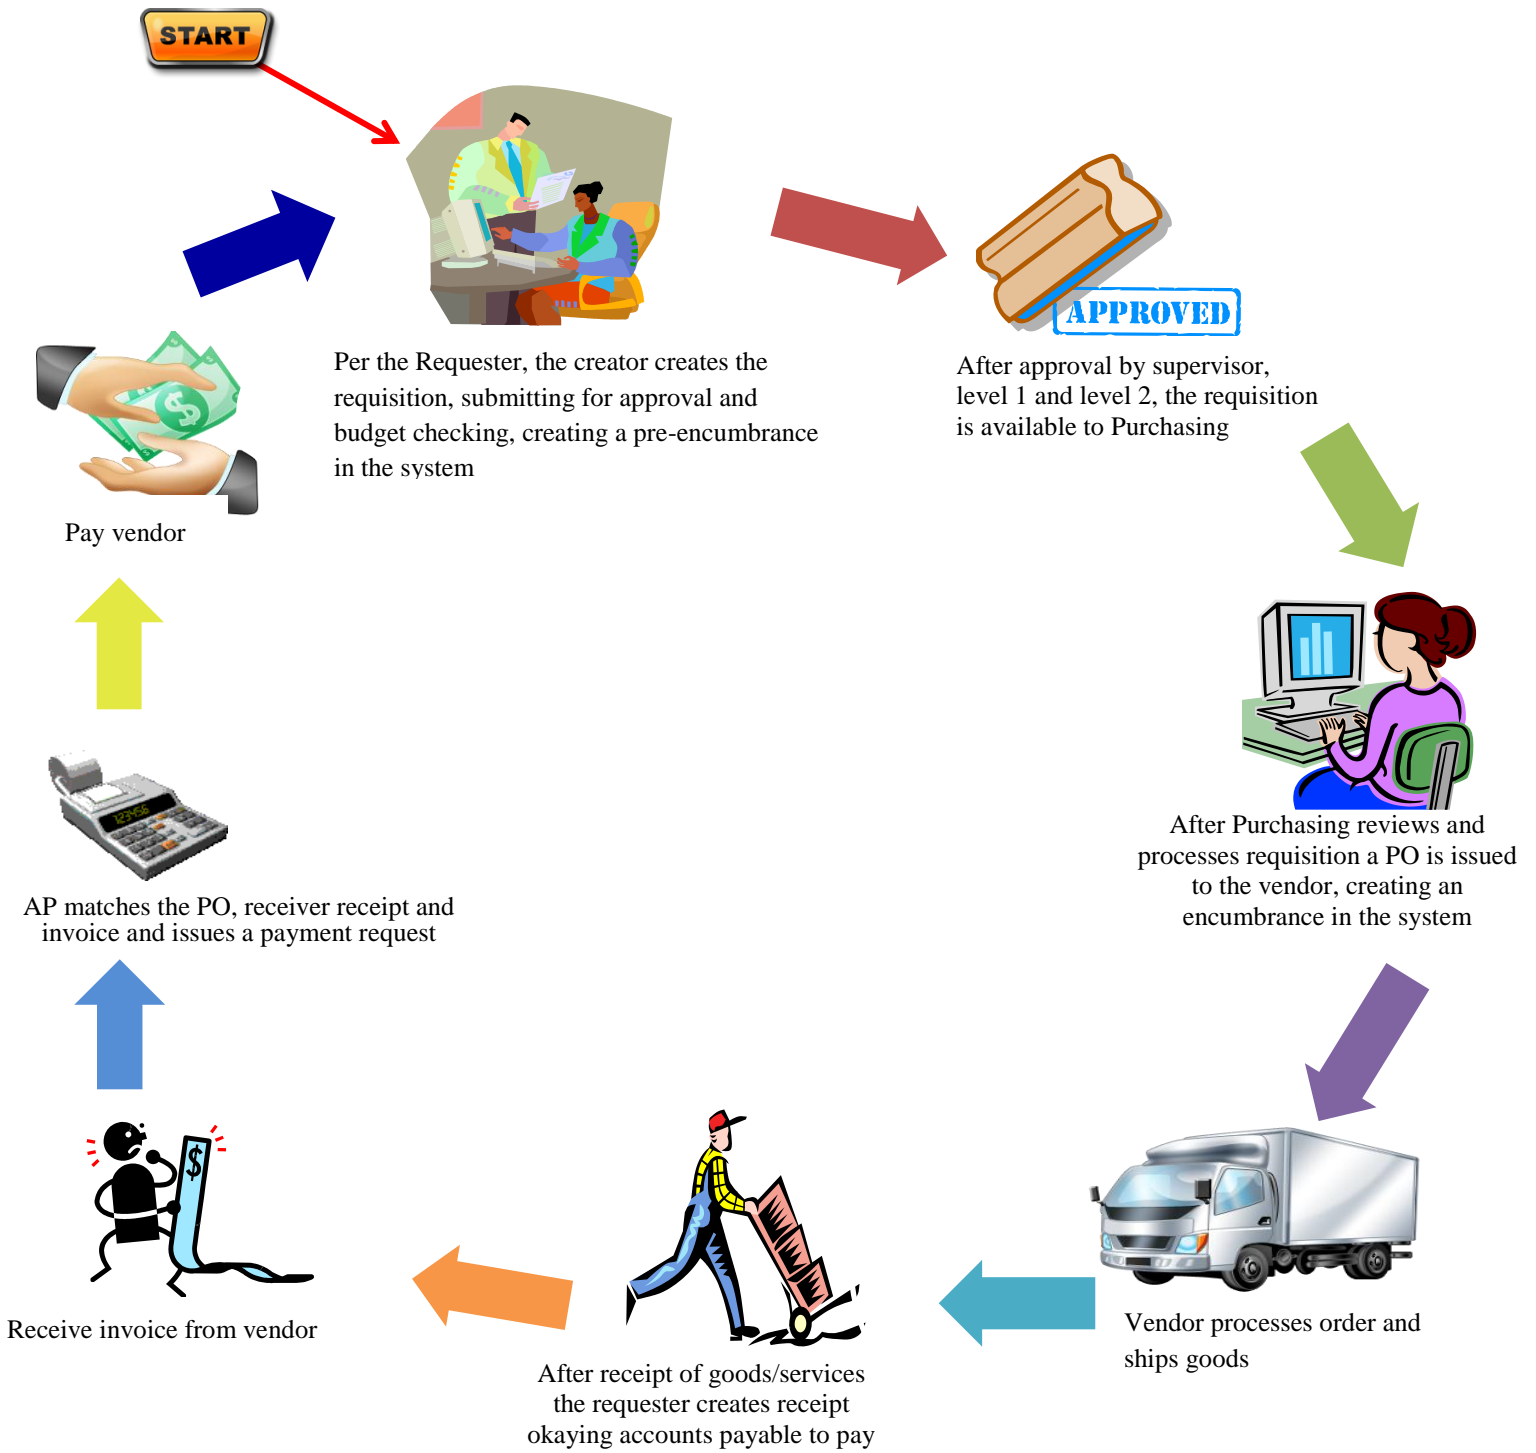 START
Per the Requester, the creator creates the
requisition, submitting for approval and
budget checking, creating a pre-encumbrance
in the system
APPROVED
After approval by supervisor,
level 1 and level 2, the requisition
is available to Purchasing
After Purchasing reviews and
processes requisition a PO is issued
to the vendor, creating an
encumbrance in the system
Vendor processes order and
ships goods
After receipt of goods/services
the requester creates receipt
okaying accounts payable to pay
$
Receive invoice from vendor
AP matches the PO, receiver receipt and
invoice and issues a payment request
123456
$
Pay vendor